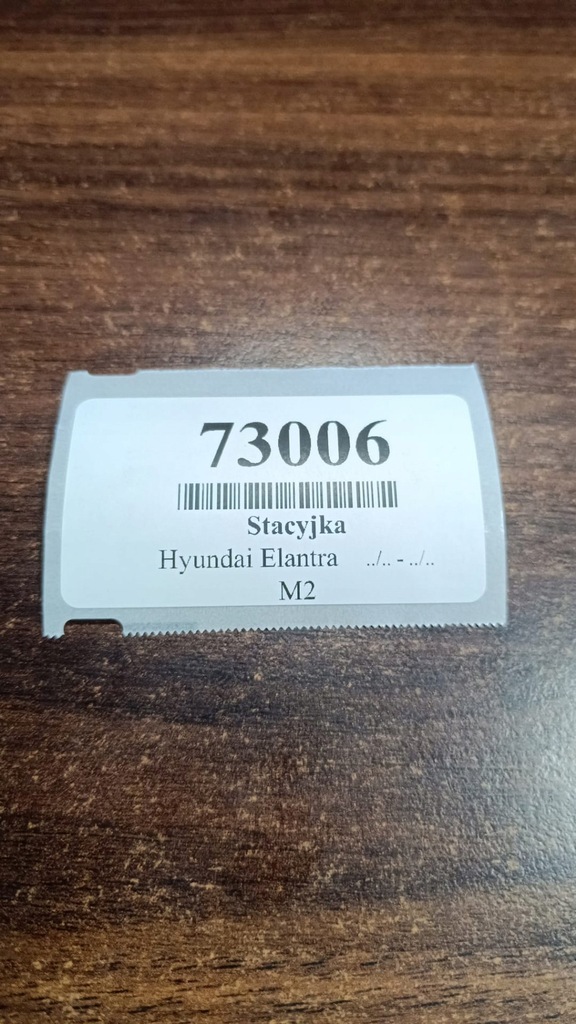 73006
Stacyjka
Hyundai Elantra ../.. - ../..
M2